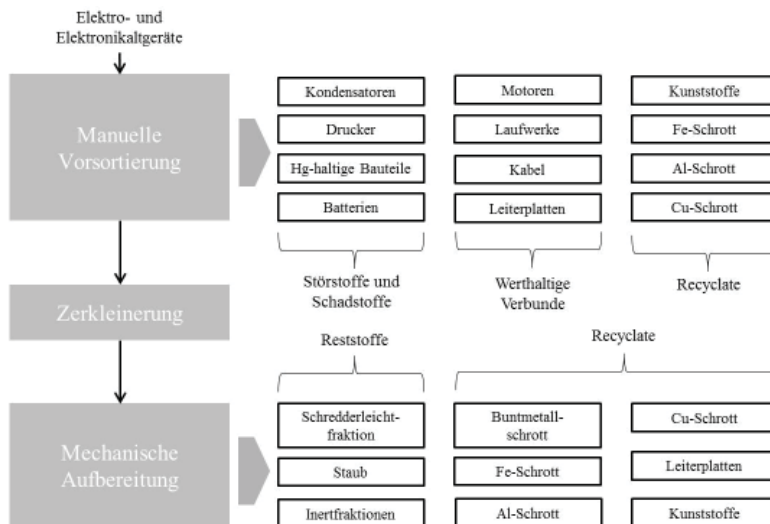 Elektro- und
Elektronikaltgeräte
Manuelle
Vorsortierung
Kondensatoren
Motoren
Kunststoffe
Drucker
Laufwerke
Fe-Schrott
Hg-haltige Bauteile
Kabel
Al-Schrott
Batterien
Leiterplatten
Cu-Schrott
Störstoffe und
Schadstoffe
Werthaltige
Verbunde
Recyclate
Zerkleinerung
Reststoffe
Recyclate
Mechanische
Aufbereitung
Schredderleicht-
fraktion
Buntmetall-
schrott
Cu-Schrott
Staub
Fe-Schrott
Leiterplatten
Inertfraktionen
Al-Schrott
Kunststoffe